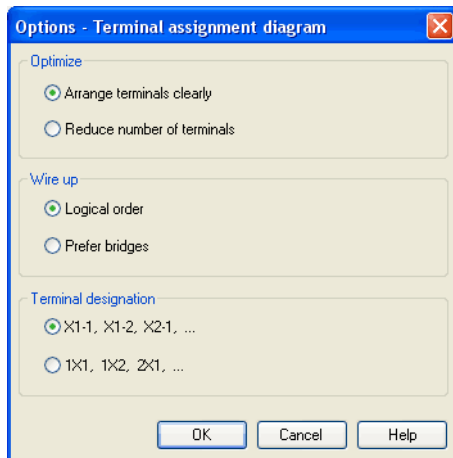 Options - Terminal assignment diagram
Optimize
Arrange terminals clearly
Reduce number of terminals
Wire up
Logical order
Prefer bridges
Terminal designation
X1-1, X1-2, X2-1, ...
1X1, 1X2, 2X1, ...
OK Cancel Help